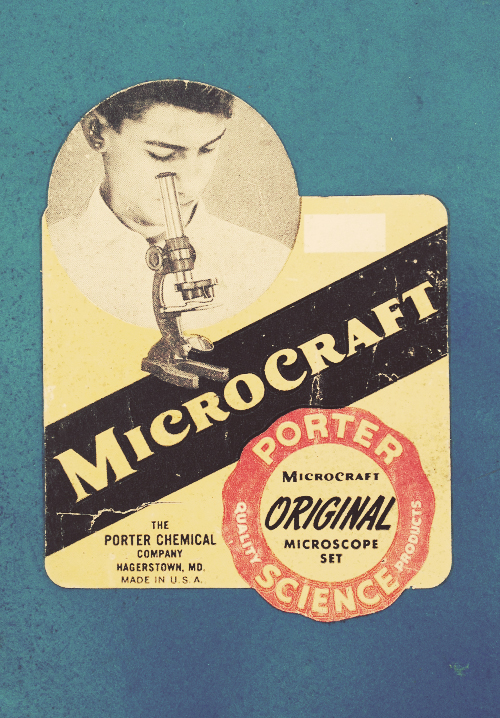 MICROCRAFT
PORTER
MICROCRAFT
ORIGINAL
MICROSCOPE
SET
QUALITY
PRODUCTS
SCIENCE
THE
PORTER CHEMICAL
COMPANY
HAGERSTOWN, MD.
MADE IN U.S.A.